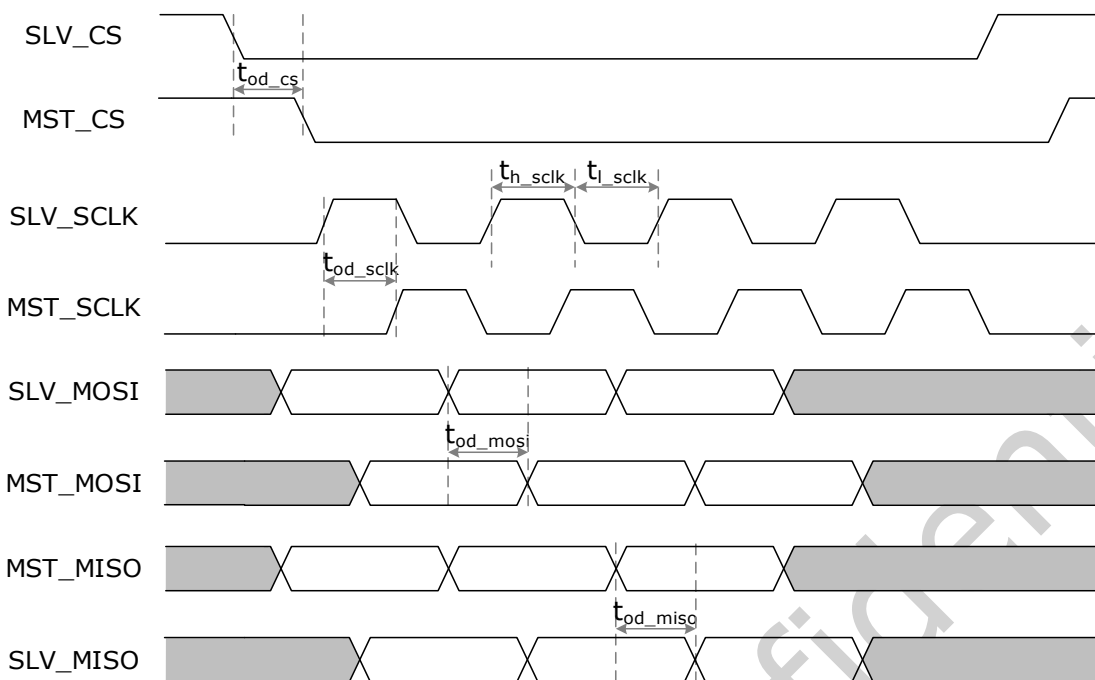 SLV_CS
t_od_cs
MST_CS
t_h_sclk t_l_sclk
SLV_SCLK
t_od_sclk
MST_SCLK
SLV_MOSI
t_od_mosi
MST_MOSI
MST_MISO
t_od_miso
SLV_MISO